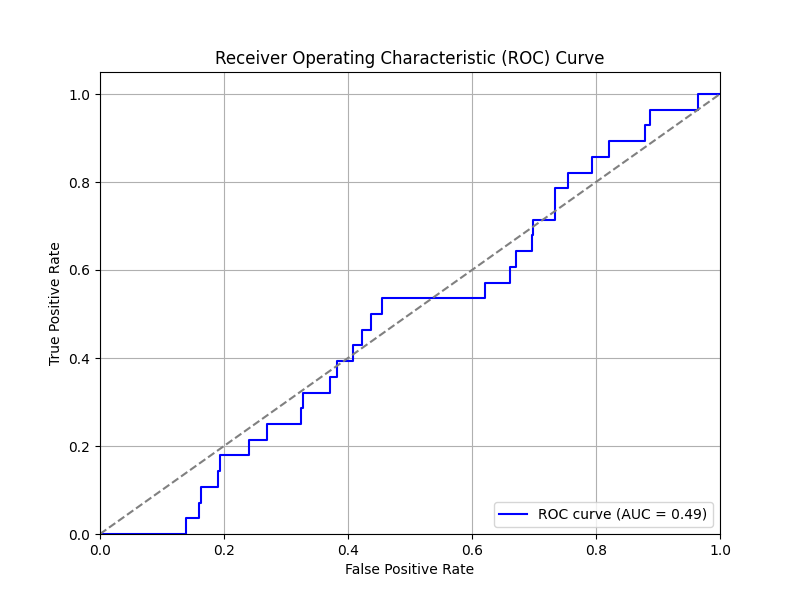 Receiver Operating Characteristic (ROC) Curve
True Positive Rate
1.0
0.8
0.6
0.4
0.2
0.0
ROC curve (AUC = 0.49)
0.0 0.2 0.4 0.6 0.8 1.0
False Positive Rate